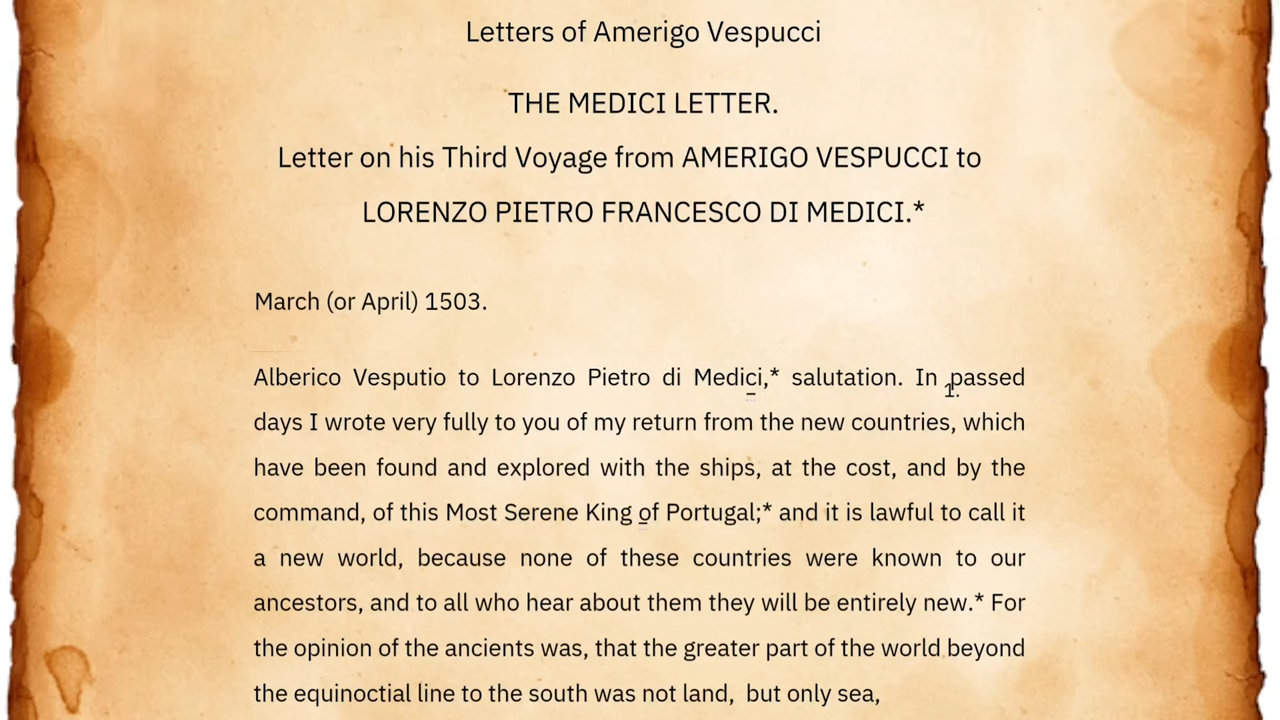 Letters of Amerigo Vespucci
THE MEDICI LETTER.
Letter on his Third Voyage from AMERIGO VESPUCCI to
LORENZO PIETRO FRANCESCO DI MEDICI.*
March (or April) 1503.
Alberico Vesputio to Lorenzo Pietro di Medici,* salutation. In passed
1.
days I wrote very fully to you of my return from the new countries, which
have been found and explored with the ships, at the cost, and by the
command, of this Most Serene King of Portugal;* and it is lawful to call it
a new world, because none of these countries were known to our
ancestors, and to all who hear about them they will be entirely new.* For
the opinion of the ancients was, that the greater part of the world beyond
the equinoctial line to the south was not land, but only sea,